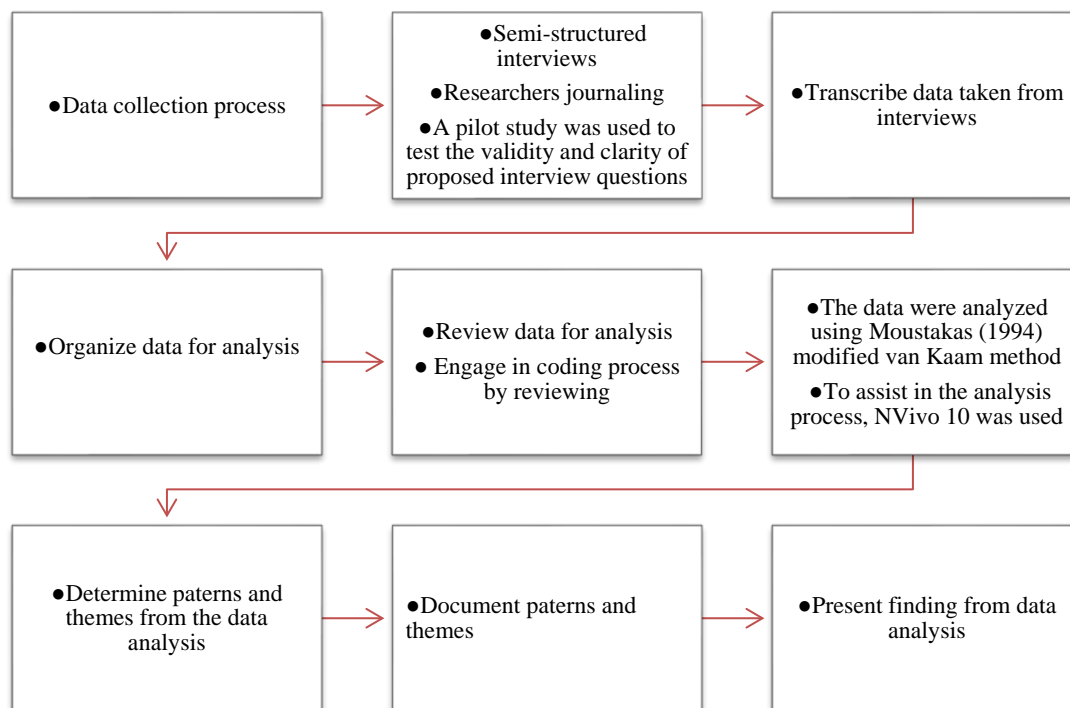 ●Data collection process
●Semi-structured
interviews
●Researchers journaling
●A pilot study was used to
test the validity and clarity of
proposed interview questions
●Transcribe data taken from
interviews
●Organize data for analysis
●Review data for analysis
● Engage in coding process
by reviewing
●The data were analyzed
using Moustakas (1994)
modified van Kaam method
●To assist in the analysis
process, NVivo 10 was used
●Determine paterns and
themes from the data
analysis
●Document paterns and
themes
●Present finding from data
analysis